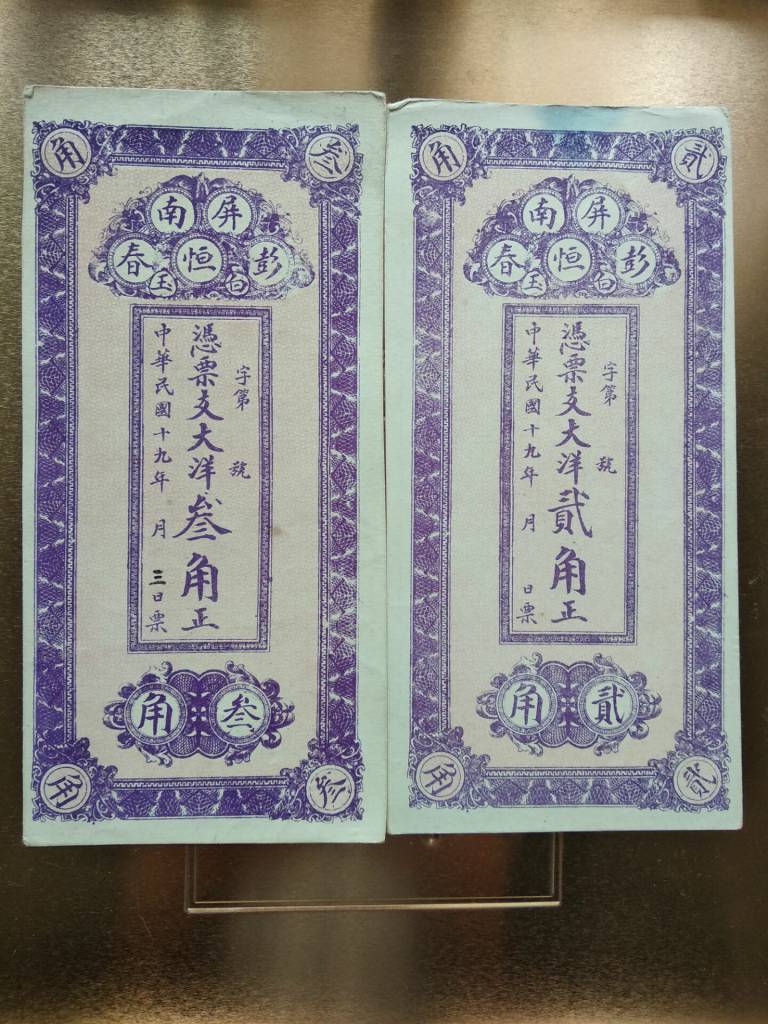 叁角
屏南
彭恒春
白玉
字第 號
憑票支大洋叁角正
中華民國十九年 月 三日票
叁角
叁角
貳角
屏南
彭恒春
白玉
字第 號
憑票支大洋貳角正
中華民國十九年 月 日票
貳角
貳角